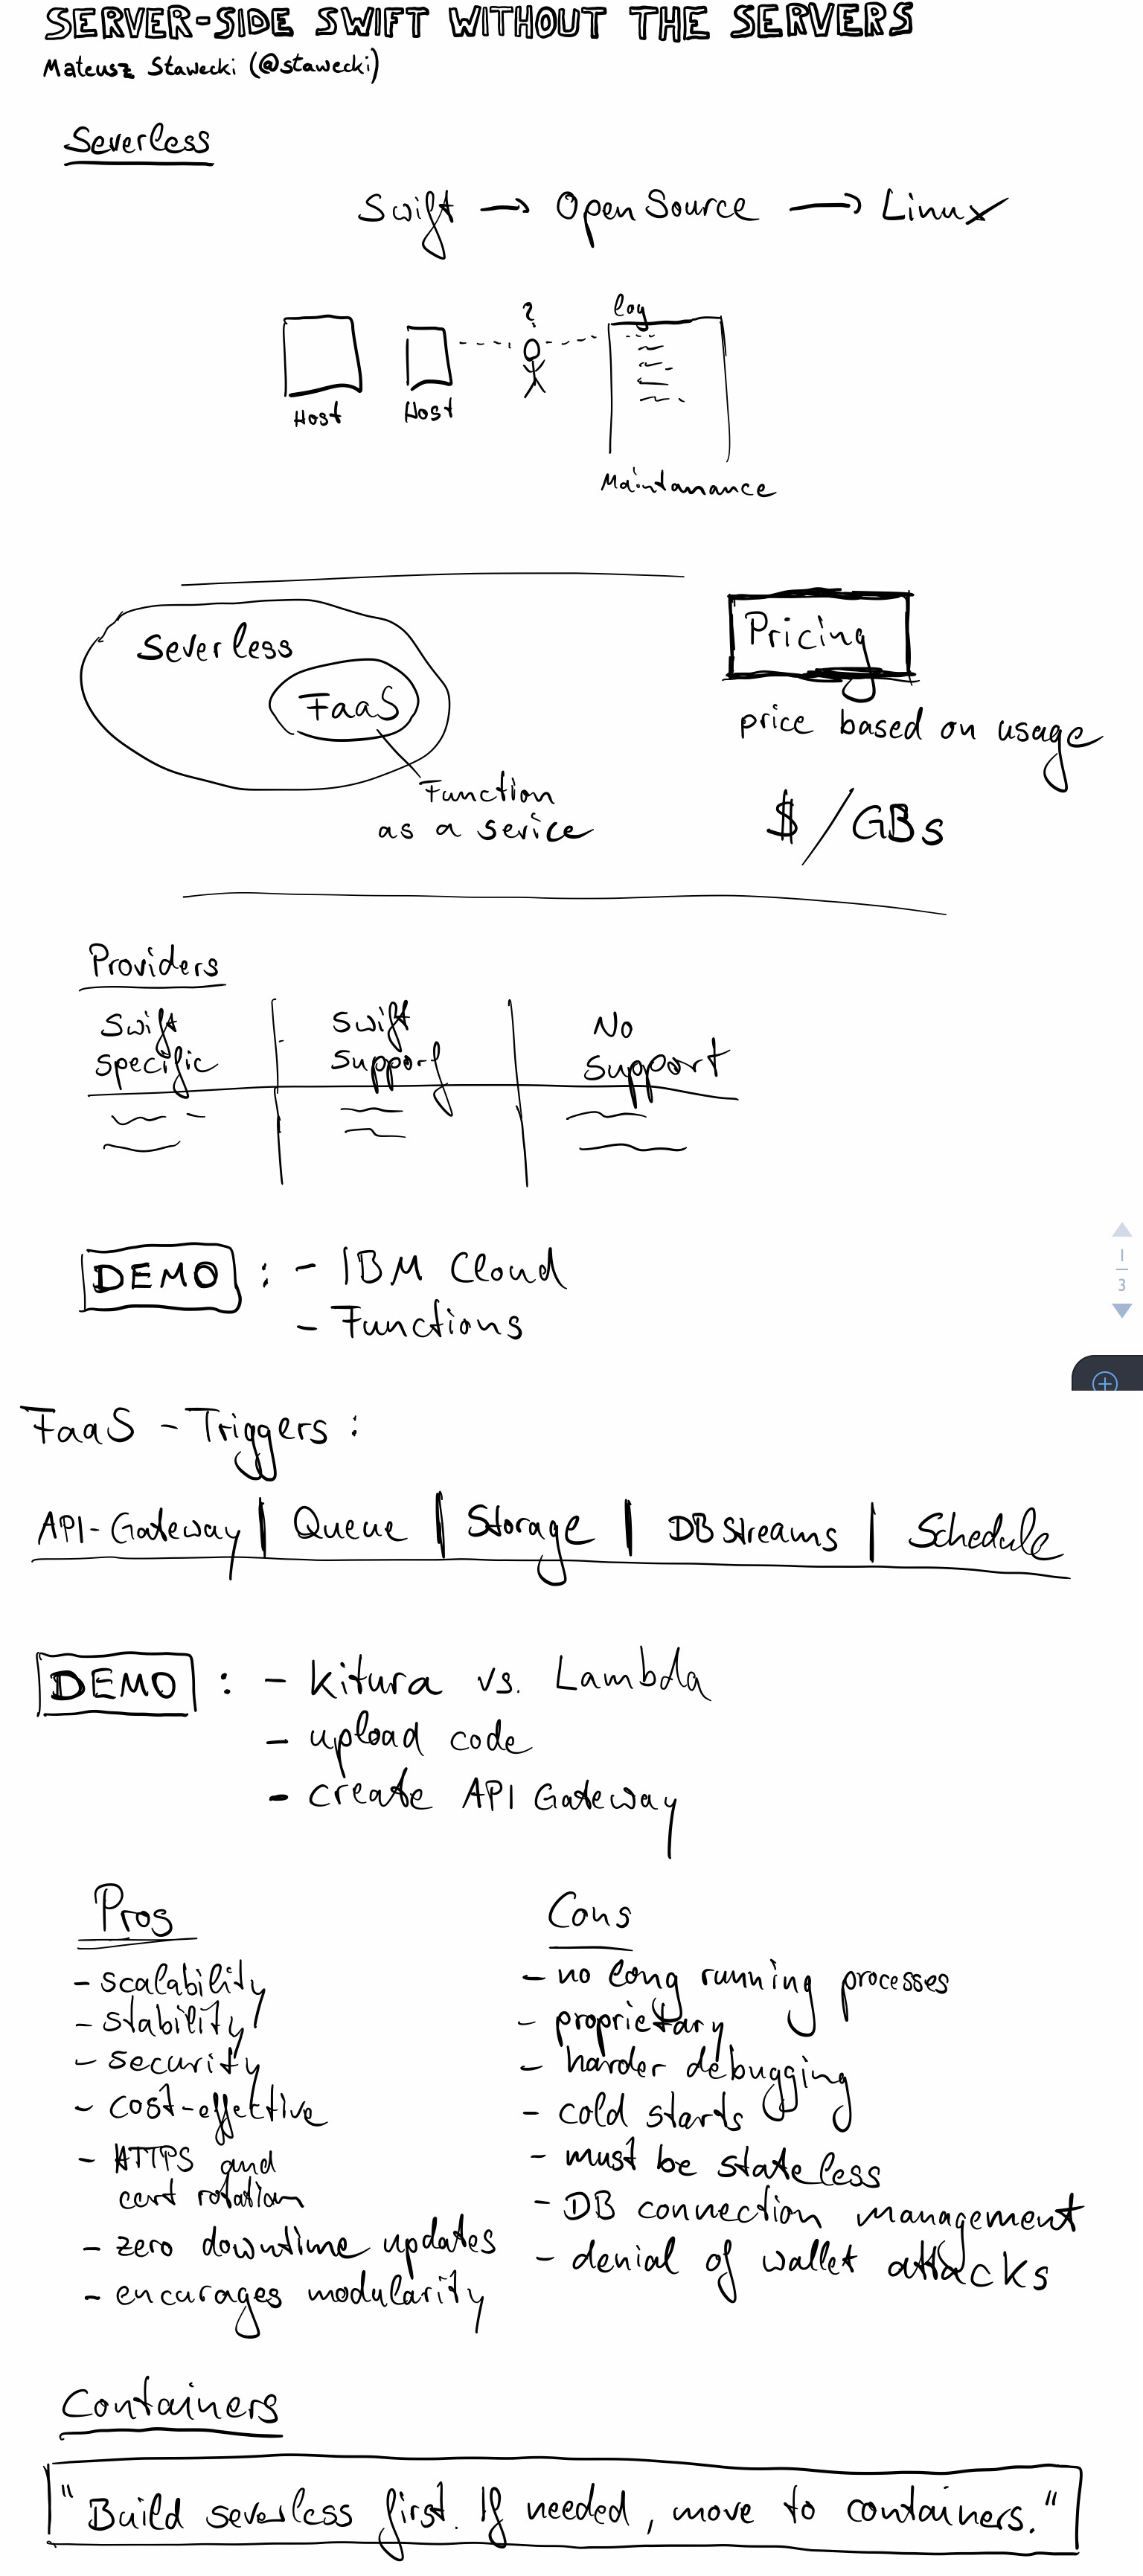 SERVER-SIDE SWIFT WITHOUT THE SERVERS
Mateusz Stawecki (@stawecki)
Severless
Swift → Open Source → Linux
?
log
Host
Host
Maintanance
Severless
FaaS
Function
as a sevice
Pricing
price based on usage
$/GBs
Providers
Swift specific
Swift Support
No Support
DEMO : - IBM Cloud
- Functions
1
3
FaaS - Triggers :
API-Gateway | Queue | Storage | DB Streams | Schedule
DEMO : - Kitura vs. Lambda
- upload code
- create API Gateway
Pros
- scalability
- stability
- security
- cost-effective
- HTTPS and
cert rotation
- zero downtime updates
- encurages modularity
Cons
- no long running processes
- proprietary
- harder debugging
- cold starts
- must be stateless
- DB connection management
- denial of wallet attacks
Containers
"Build severless first. If needed, move to containers."